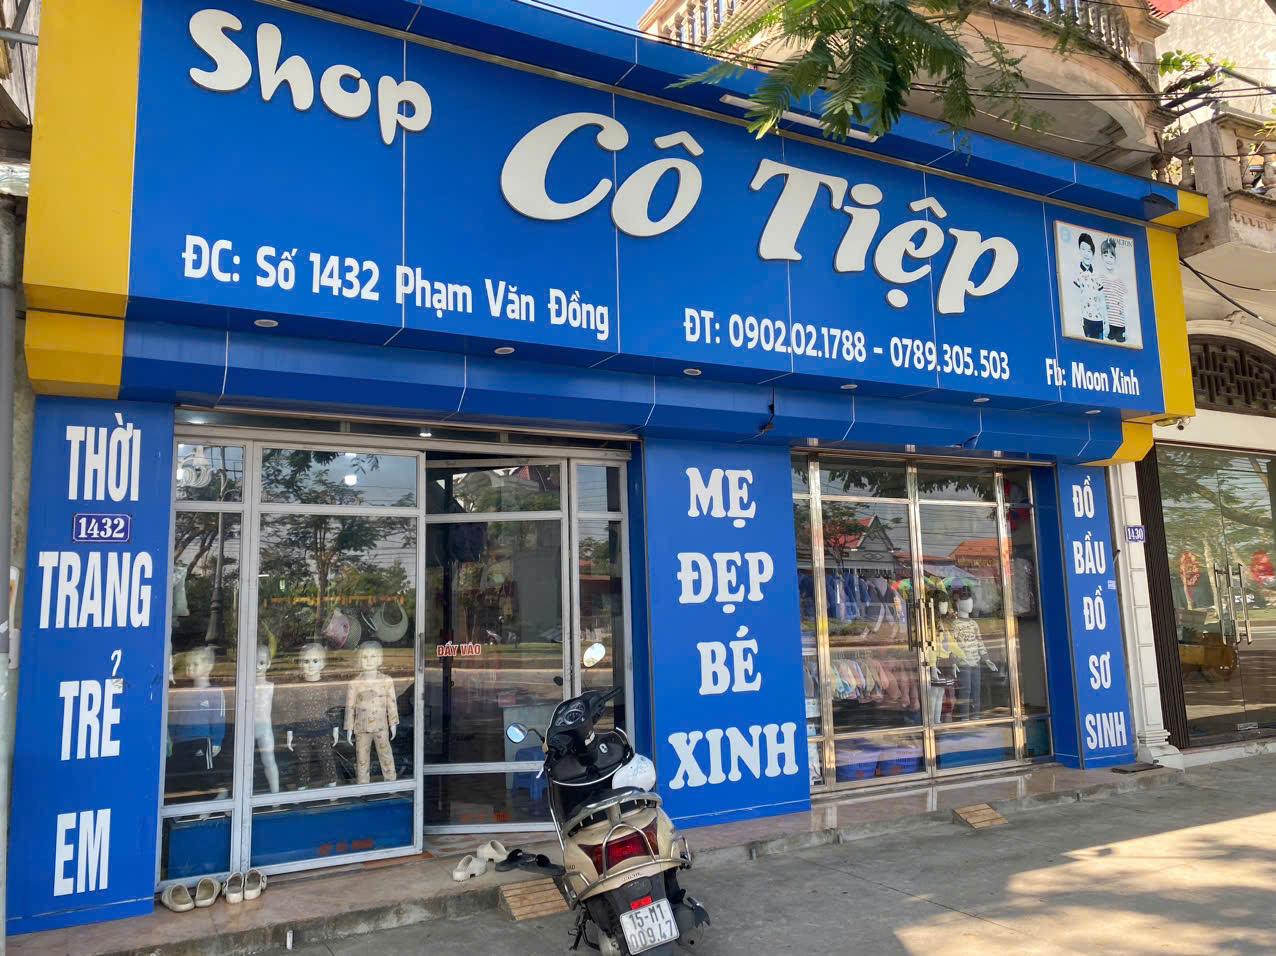 Shop
Cô Tiệp
ĐC: Số 1432 Phạm Văn Đồng
ĐT: 0902.02.1788 - 0789.305.503
Fb: Moon Xinh
THỜI
1432
TRANG
TRẺ
EM
ĐẨY VÀO
MẸ
ĐẸP
BÉ
XINH
ĐỒ
BẦU
ĐỒ
SƠ
SINH
1430
15-M1
009.47